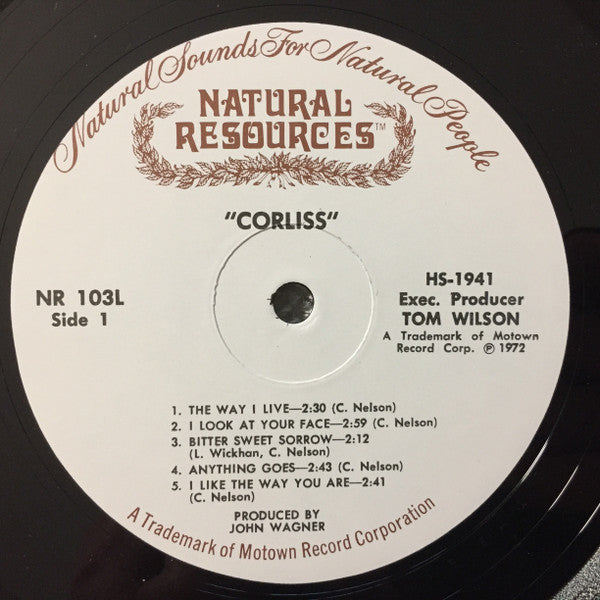 Natural Sounds For Natural People
NATURAL
RESOURCES™
"CORLISS"
NR 103L
Side 1
HS-1941
Exec. Producer
TOM WILSON
A Trademark of Motown
Record Corp. ℗ 1972
1. THE WAY I LIVE—2:30 (C. Nelson)
2. I LOOK AT YOUR FACE—2:59 (C. Nelson)
3. BITTER SWEET SORROW—2:12
(L. Wickhan, C. Nelson)
4. ANYTHING GOES—2:43 (C. Nelson)
5. I LIKE THE WAY YOU ARE—2:41
(C. Nelson)
PRODUCED BY
JOHN WAGNER
A Trademark of Motown Record Corporation